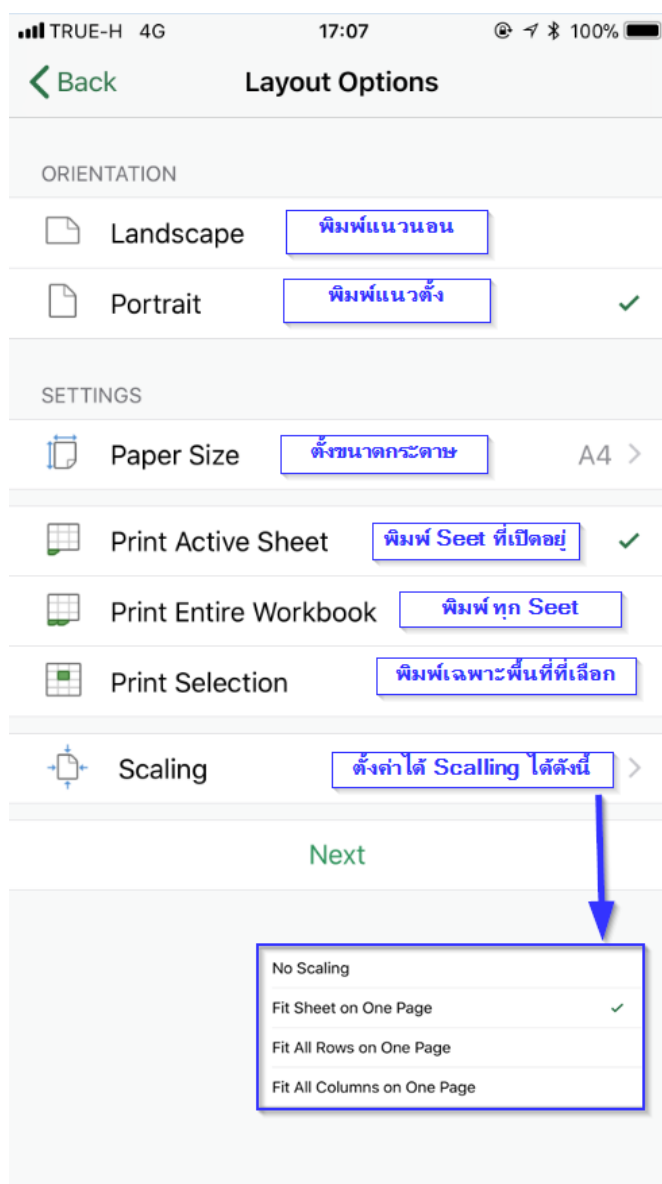 TRUE-H 4G 17:07 100%
Back Layout Options
ORIENTATION
Landscape พิมพ์แนวนอน
Portrait พิมพ์แนวตั้ง
SETTINGS
Paper Size ตั้งขนาดกระดาษ A4
Print Active Sheet พิมพ์ Seet ที่เปิดอยู่
Print Entire Workbook พิมพ์ ทุก Seet
Print Selection พิมพ์เฉพาะพื้นที่ที่เลือก
Scaling ตั้งค่าได้ Scalling ได้ดังนี้
Next
No Scaling
Fit Sheet on One Page
Fit All Rows on One Page
Fit All Columns on One Page